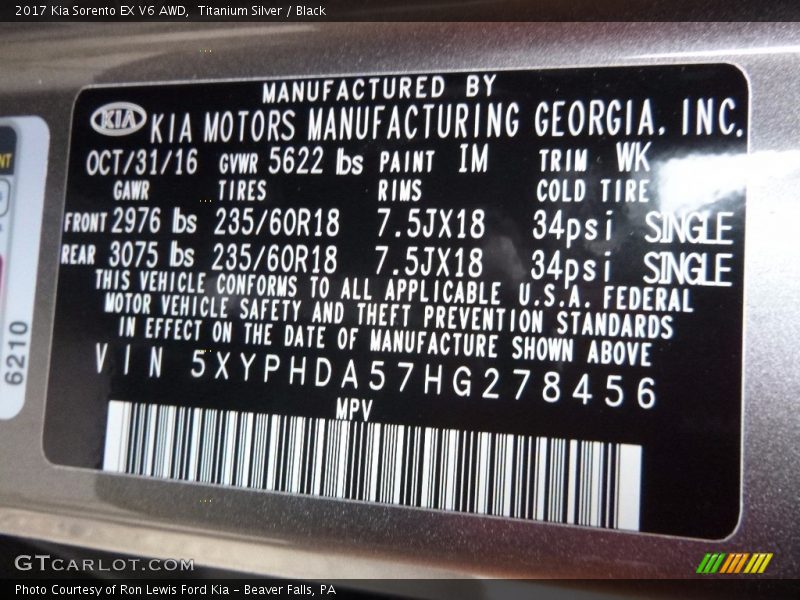 2017 Kia Sorento EX V6 AWD,  Titanium Silver / Black
MANUFACTURED BY
KIA KIA MOTORS MANUFACTURING GEORGIA. INC.
OCT/31/16 GVWR 5622 lbs PAINT IM TRIM WK
GAWR TIRES RIMS COLD TIRE
FRONT 2976 lbs 235/60R18 7.5JX18 34psi SINGLE
REAR 3075 lbs 235/60R18 7.5JX18 34psi SINGLE
THIS VEHICLE CONFORMS TO ALL APPLICABLE U.S.A. FEDERAL
MOTOR VEHICLE SAFETY AND THEFT PREVENTION STANDARDS
IN EFFECT ON THE DATE OF MANUFACTURE SHOWN ABOVE
VIN 5XYPHDA57HG278456
MPV
6210
GTCARLOT.COM
Photo Courtesy of Ron Lewis Ford Kia - Beaver Falls, PA